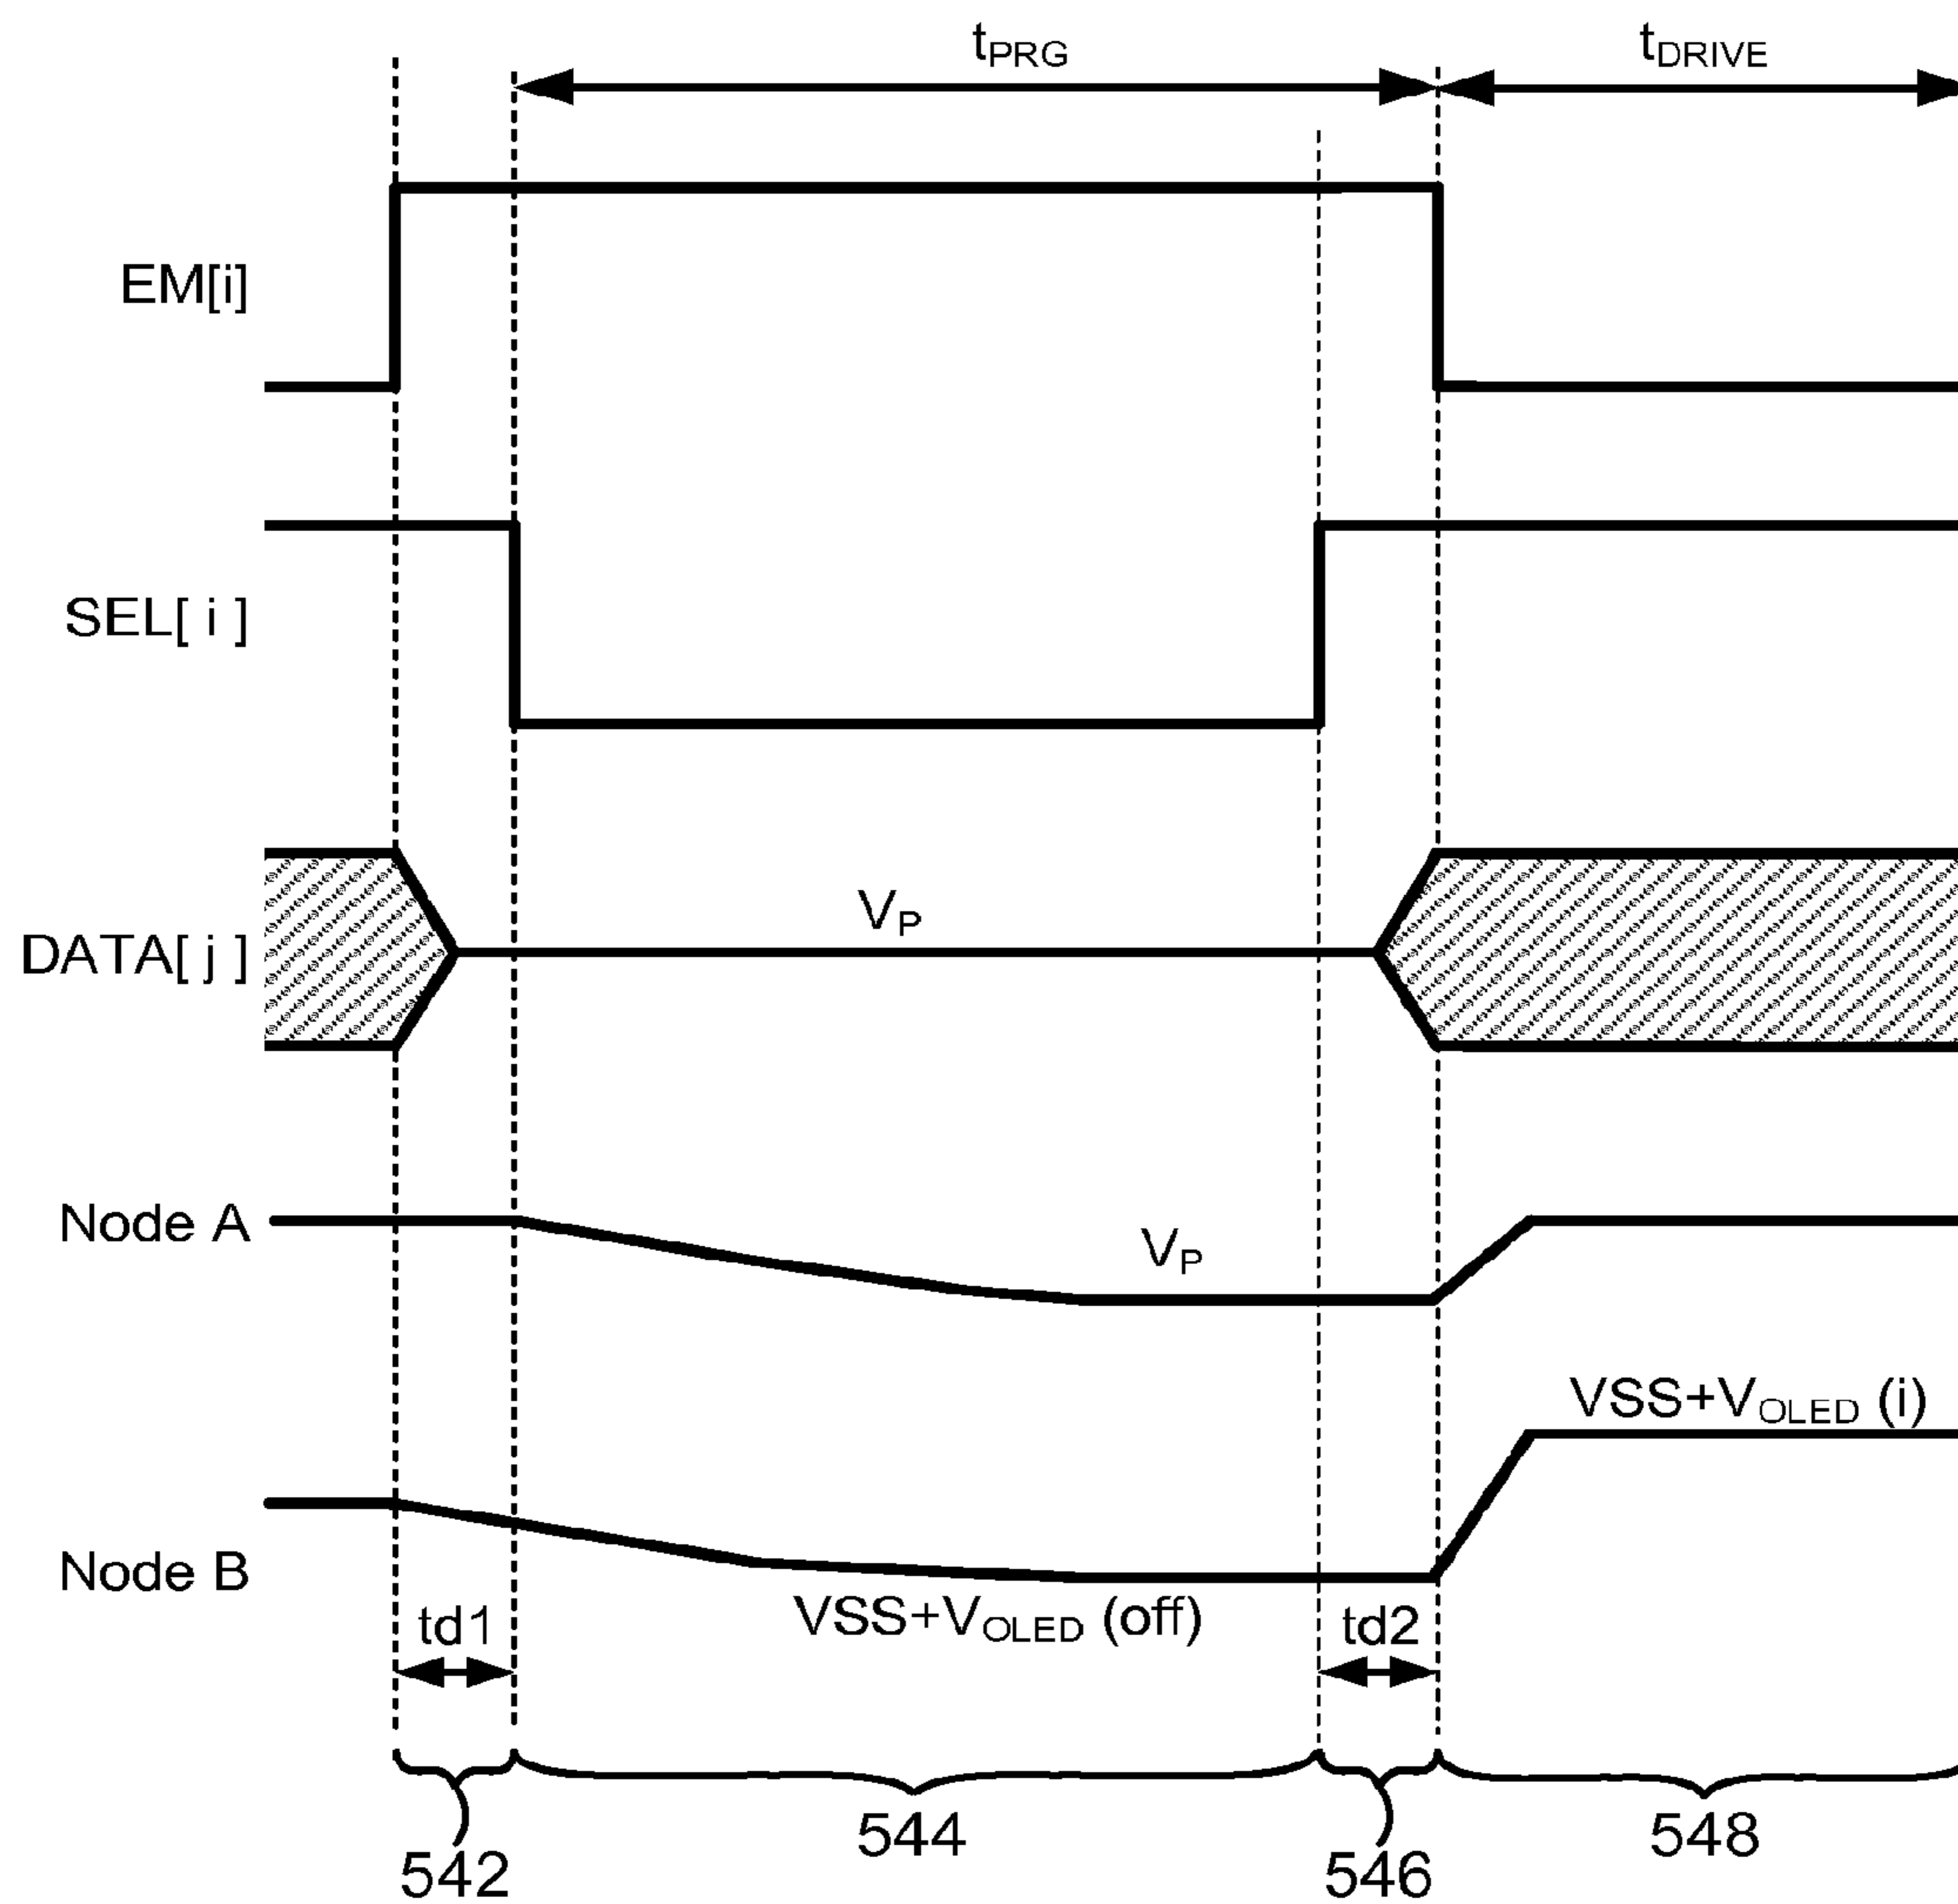 tPRG
tDRIVE
EM[i]
SEL[ i ]
VP
DATA[ j ]
Node A
VP
VSS+VOLED (i)
Node B
VSS+VOLED (off)
td1
td2
542
544
546
548